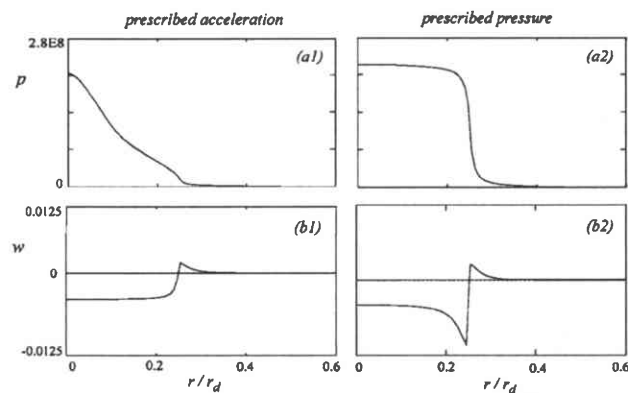 prescribed acceleration prescribed pressure
2.8E8
(a1) (a2)
p
0
0.0125
(b1) (b2)
w
0
-0.0125
0 0.2 0.4 0.6 0 0.2 0.4 0.6
r / r_d r / r_d